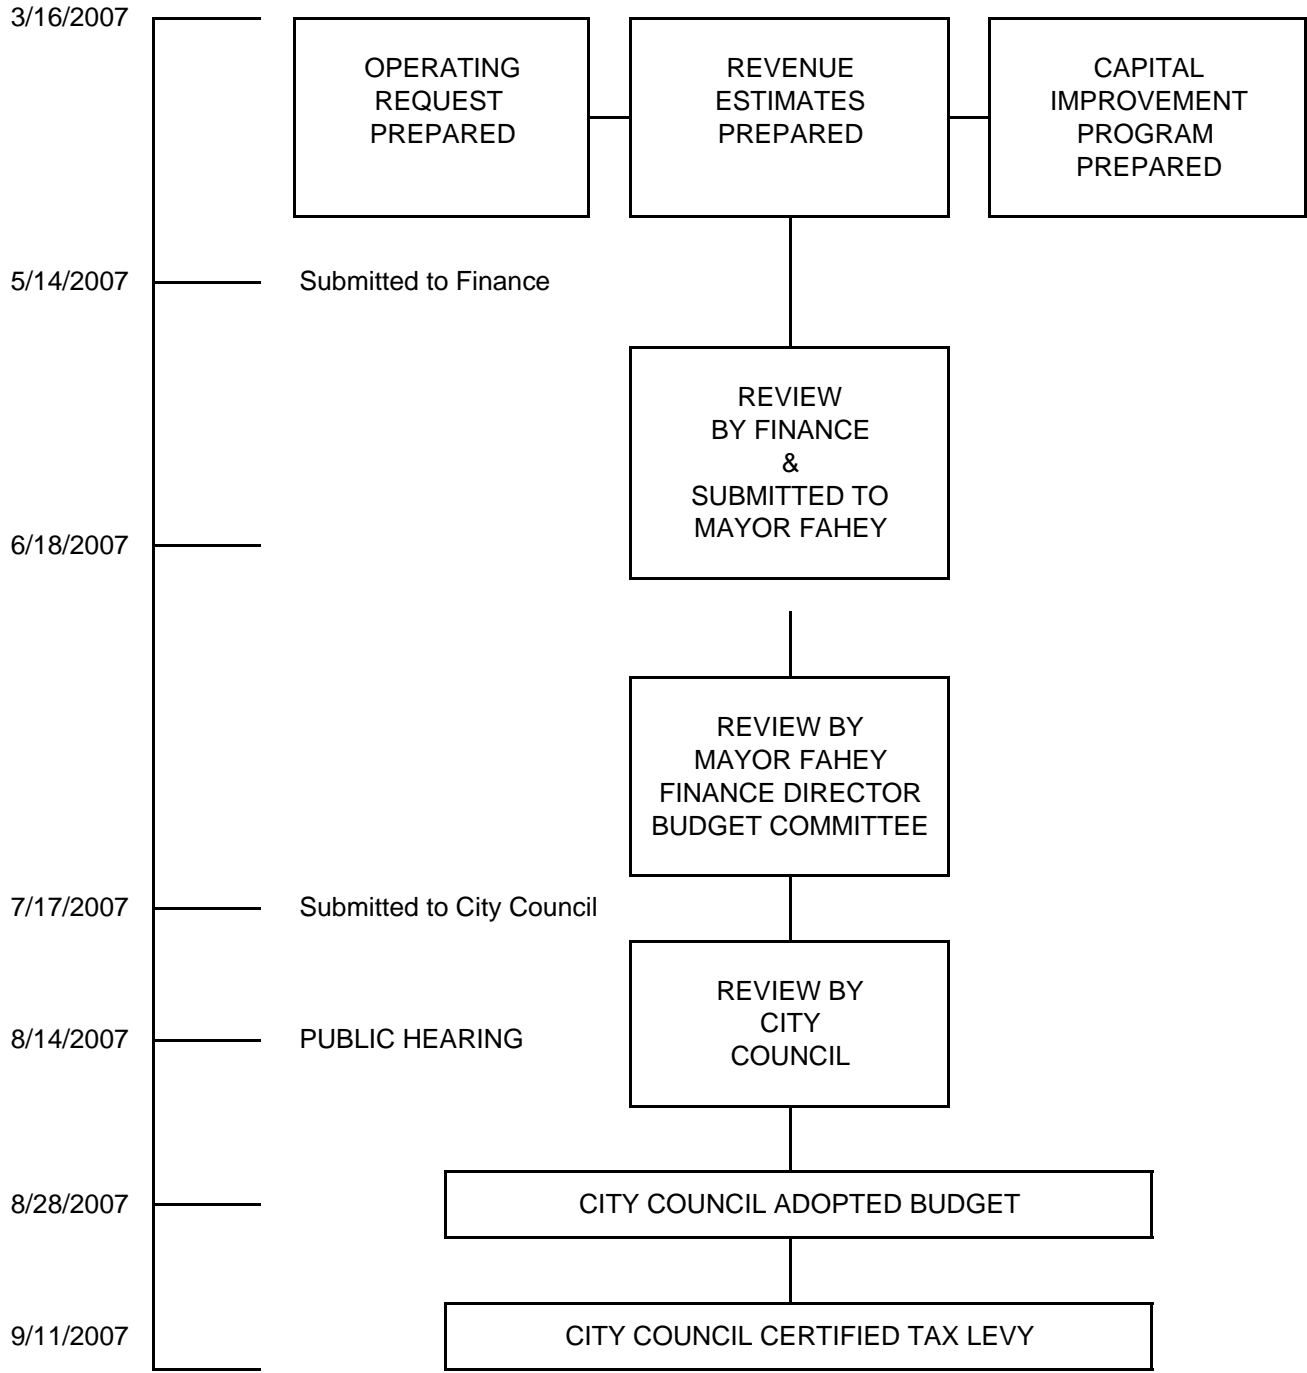 3/16/2007
OPERATING
REQUEST
PREPARED
REVENUE
ESTIMATES
PREPARED
CAPITAL
IMPROVEMENT
PROGRAM
PREPARED
5/14/2007
Submitted to Finance
REVIEW
BY FINANCE
&
SUBMITTED TO
MAYOR FAHEY
6/18/2007
REVIEW BY
MAYOR FAHEY
FINANCE DIRECTOR
BUDGET COMMITTEE
7/17/2007
Submitted to City Council
REVIEW BY
CITY
COUNCIL
8/14/2007
PUBLIC HEARING
8/28/2007
CITY COUNCIL ADOPTED BUDGET
9/11/2007
CITY COUNCIL CERTIFIED TAX LEVY